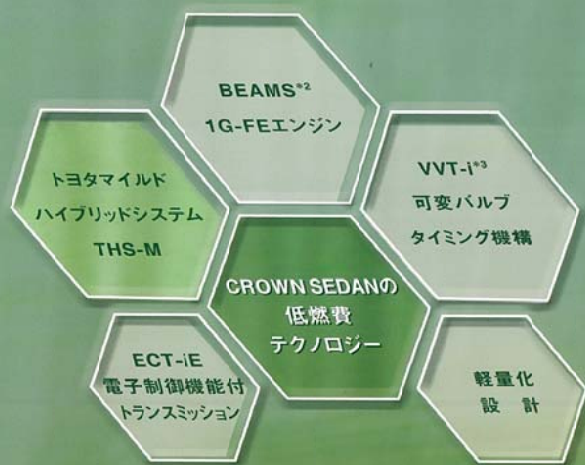 BEAMS*2
1G-FEエンジン
トヨタマイルド
ハイブリッドシステム
THS-M
VVT-i*3
可変バルブ
タイミング機構
CROWN SEDANの
低燃費
テクノロジー
ECT-iE
電子制御機能付
トランスミッション
軽量化
設 計